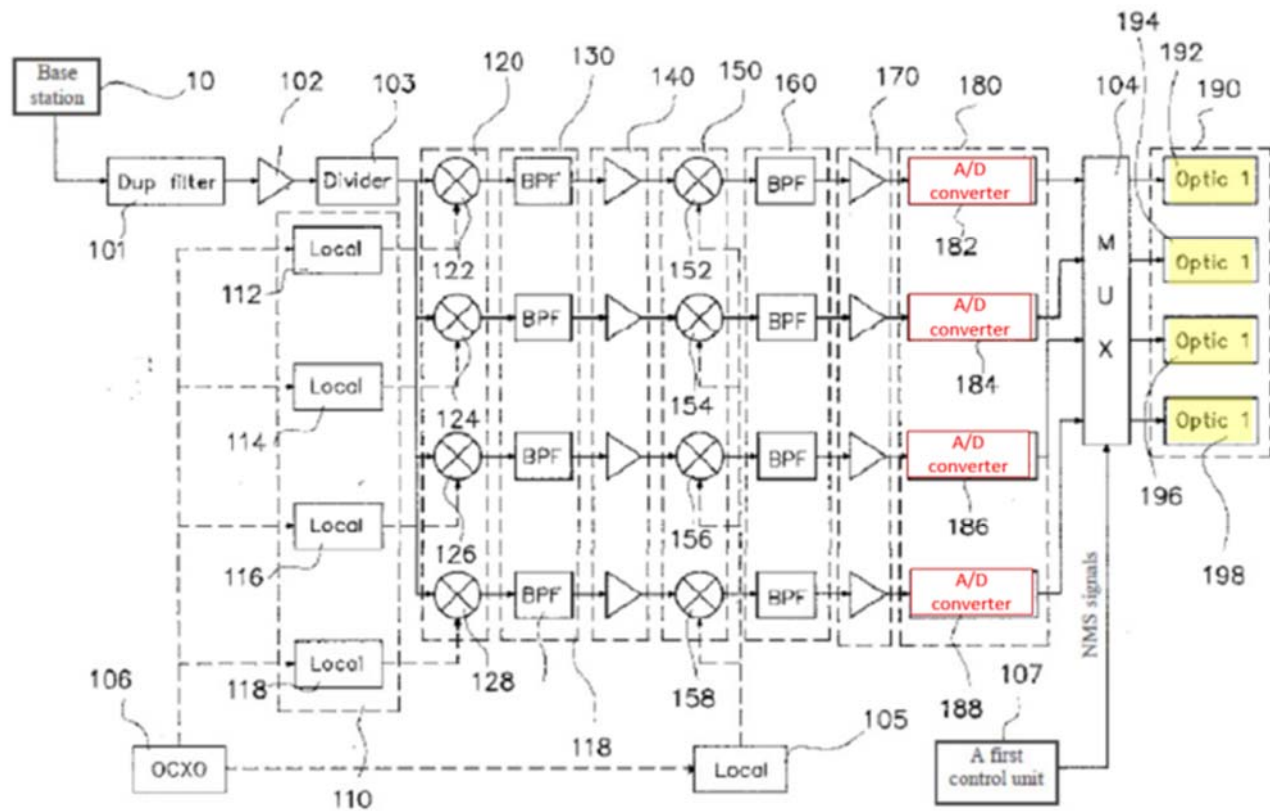 194
192
190
104
180
170
160
150
140
130
120
103
102
10
Base
station
Dup filter
Divider
BPF
BPF
A/D
converter
Optic 1
101
Local
122
152
182
112
M
U
X
Optic 1
BPF
BPF
A/D
converter
Local
124
154
184
Optic 1
114
BPF
BPF
A/D
converter
196
Optic 1
Local
126
156
186
116
198
BPF
BPF
A/D
converter
NMS signals
Local
118
128
158
188
106
107
105
118
OCXO
110
Local
A first
control unit